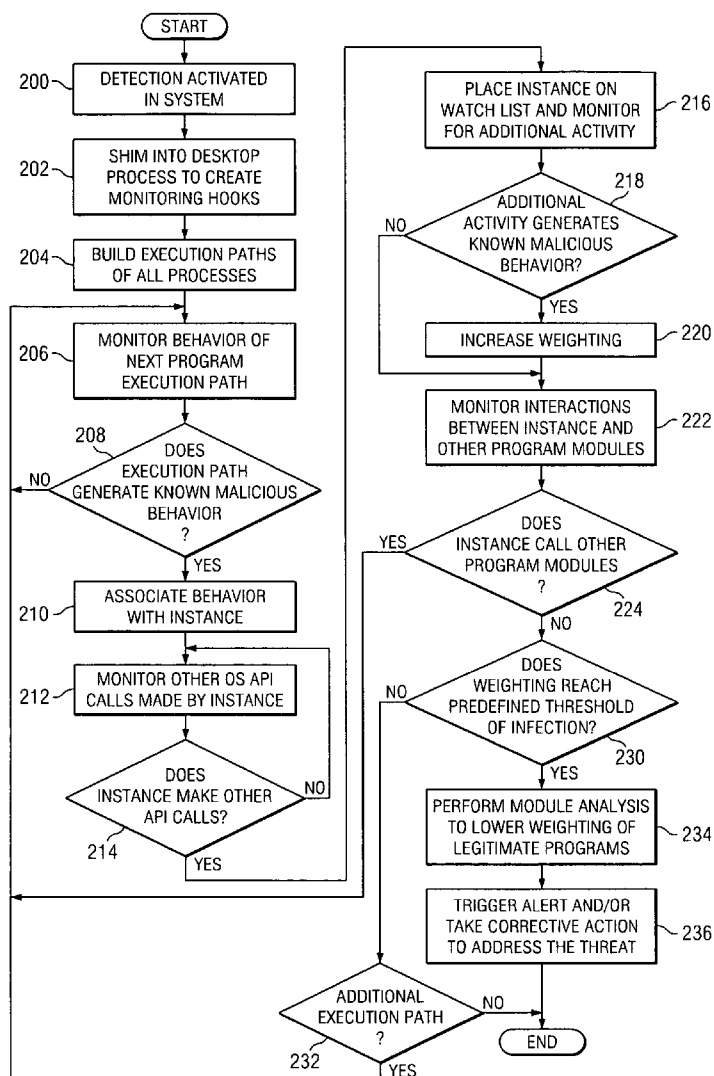 START
200
DETECTION ACTIVATED
IN SYSTEM
202
SHIM INTO DESKTOP
PROCESS TO CREATE
MONITORING HOOKS
204
BUILD EXECUTION PATHS
OF ALL PROCESSES
206
MONITOR BEHAVIOR OF
NEXT PROGRAM
EXECUTION PATH
208
DOES
EXECUTION PATH
GENERATE KNOWN MALICIOUS
BEHAVIOR
?
NO
YES
210
ASSOCIATE BEHAVIOR
WITH INSTANCE
212
MONITOR OTHER OS API
CALLS MADE BY INSTANCE
DOES
INSTANCE MAKE OTHER
API CALLS?
NO
214
YES
PLACE INSTANCE ON
WATCH LIST AND MONITOR
FOR ADDITIONAL ACTIVITY
216
218
ADDITIONAL
ACTIVITY GENERATES
KNOWN MALICIOUS
BEHAVIOR?
NO
YES
INCREASE WEIGHTING
220
MONITOR INTERACTIONS
BETWEEN INSTANCE AND
OTHER PROGRAM MODULES
222
DOES
INSTANCE CALL OTHER
PROGRAM MODULES
?
YES
224
NO
DOES
WEIGHTING REACH
PREDEFINED THRESHOLD
OF INFECTION?
NO
230
YES
PERFORM MODULE ANALYSIS
TO LOWER WEIGHTING OF
LEGITIMATE PROGRAMS
234
TRIGGER ALERT AND/OR
TAKE CORRECTIVE ACTION
TO ADDRESS THE THREAT
236
ADDITIONAL
EXECUTION PATH
?
NO
232
YES
END